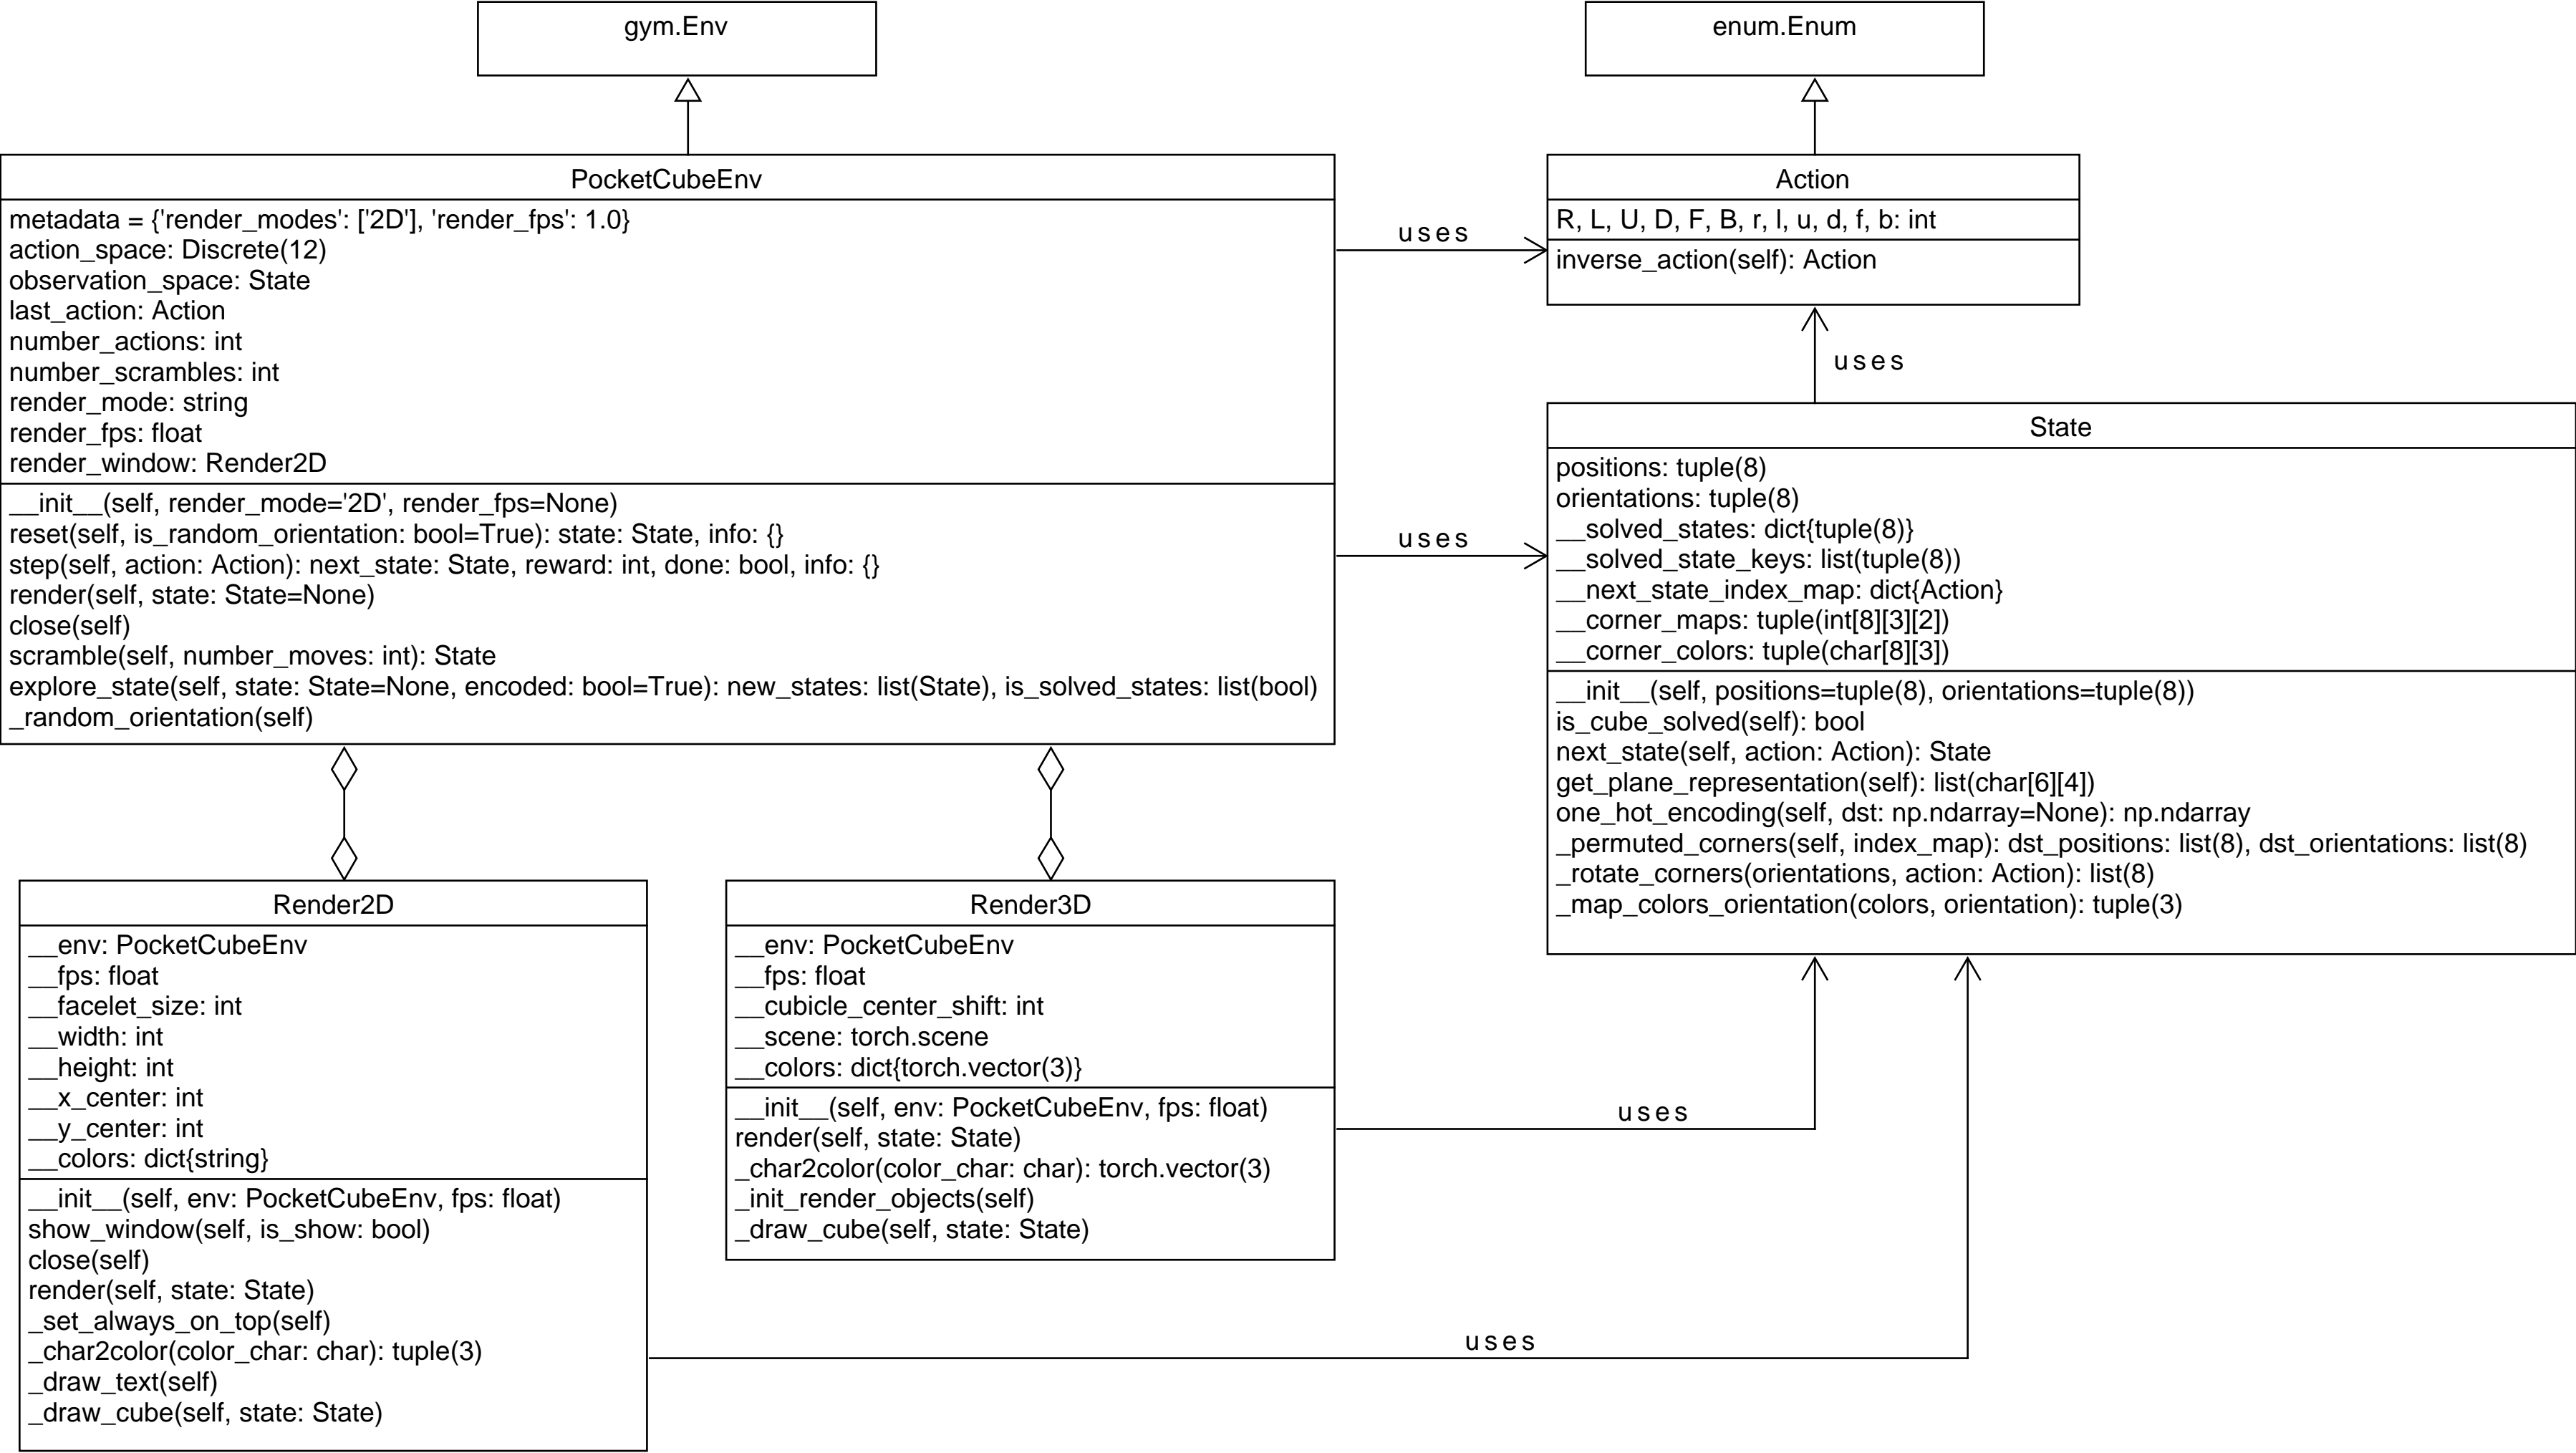 gym.Env
enum.Enum
PocketCubeEnv
metadata = {'render_modes': ['2D'], 'render_fps': 1.0}
action_space: Discrete(12)
observation_space: State
last_action: Action
number_actions: int
number_scrambles: int
render_mode: string
render_fps: float
render_window: Render2D
__init__(self, render_mode='2D', render_fps=None)
reset(self, is_random_orientation: bool=True): state: State, info: {}
step(self, action: Action): next_state: State, reward: int, done: bool, info: {}
render(self, state: State=None)
close(self)
scramble(self, number_moves: int): State
explore_state(self, state: State=None, encoded: bool=True): new_states: list(State), is_solved_states: list(bool)
_random_orientation(self)
uses
uses
Action
R, L, U, D, F, B, r, l, u, d, f, b: int
inverse_action(self): Action
uses
State
positions: tuple(8)
orientations: tuple(8)
__solved_states: dict{tuple(8)}
__solved_state_keys: list(tuple(8))
__next_state_index_map: dict{Action}
__corner_maps: tuple(int[8][3][2])
__corner_colors: tuple(char[8][3])
__init__(self, positions=tuple(8), orientations=tuple(8))
is_cube_solved(self): bool
next_state(self, action: Action): State
get_plane_representation(self): list(char[6][4])
one_hot_encoding(self, dst: np.ndarray=None): np.ndarray
_permuted_corners(self, index_map): dst_positions: list(8), dst_orientations: list(8)
_rotate_corners(orientations, action: Action): list(8)
_map_colors_orientation(colors, orientation): tuple(3)
Render2D
__env: PocketCubeEnv
__fps: float
__facelet_size: int
__width: int
__height: int
__x_center: int
__y_center: int
__colors: dict{string}
__init__(self, env: PocketCubeEnv, fps: float)
show_window(self, is_show: bool)
close(self)
render(self, state: State)
_set_always_on_top(self)
_char2color(color_char: char): tuple(3)
_draw_text(self)
_draw_cube(self, state: State)
Render3D
__env: PocketCubeEnv
__fps: float
__cubicle_center_shift: int
__scene: torch.scene
__colors: dict{torch.vector(3)}
__init__(self, env: PocketCubeEnv, fps: float)
render(self, state: State)
_char2color(color_char: char): torch.vector(3)
_init_render_objects(self)
_draw_cube(self, state: State)
uses
uses